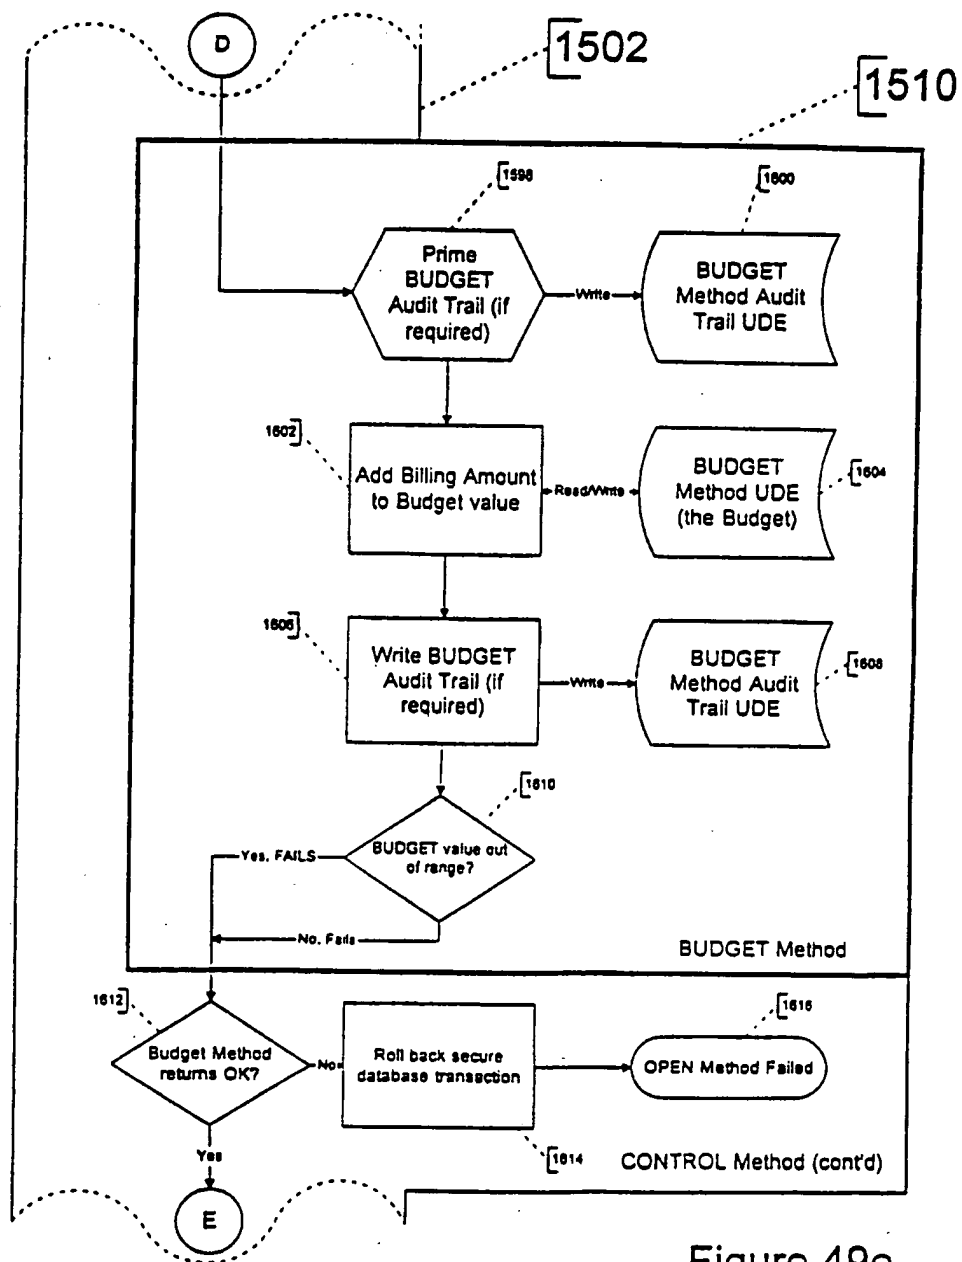 D
1502
1510
1598
1600
Prime
BUDGET
Audit Trail (if
required)
Write
BUDGET
Method Audit
Trail UDE
1602
Add Billing Amount
to Budget value
Read/Write
BUDGET
Method UDE
(the Budget)
1604
1606
Write BUDGET
Audit Trail (if
required)
Write
BUDGET
Method Audit
Trail UDE
1608
1610
BUDGET value out
of range?
Yes, FAILS
No, Fails
BUDGET Method
1612
Budget Method
returns OK?
No
Roll back secure
database transaction
1616
OPEN Method Failed
1614
Yes
CONTROL Method (cont'd)
E